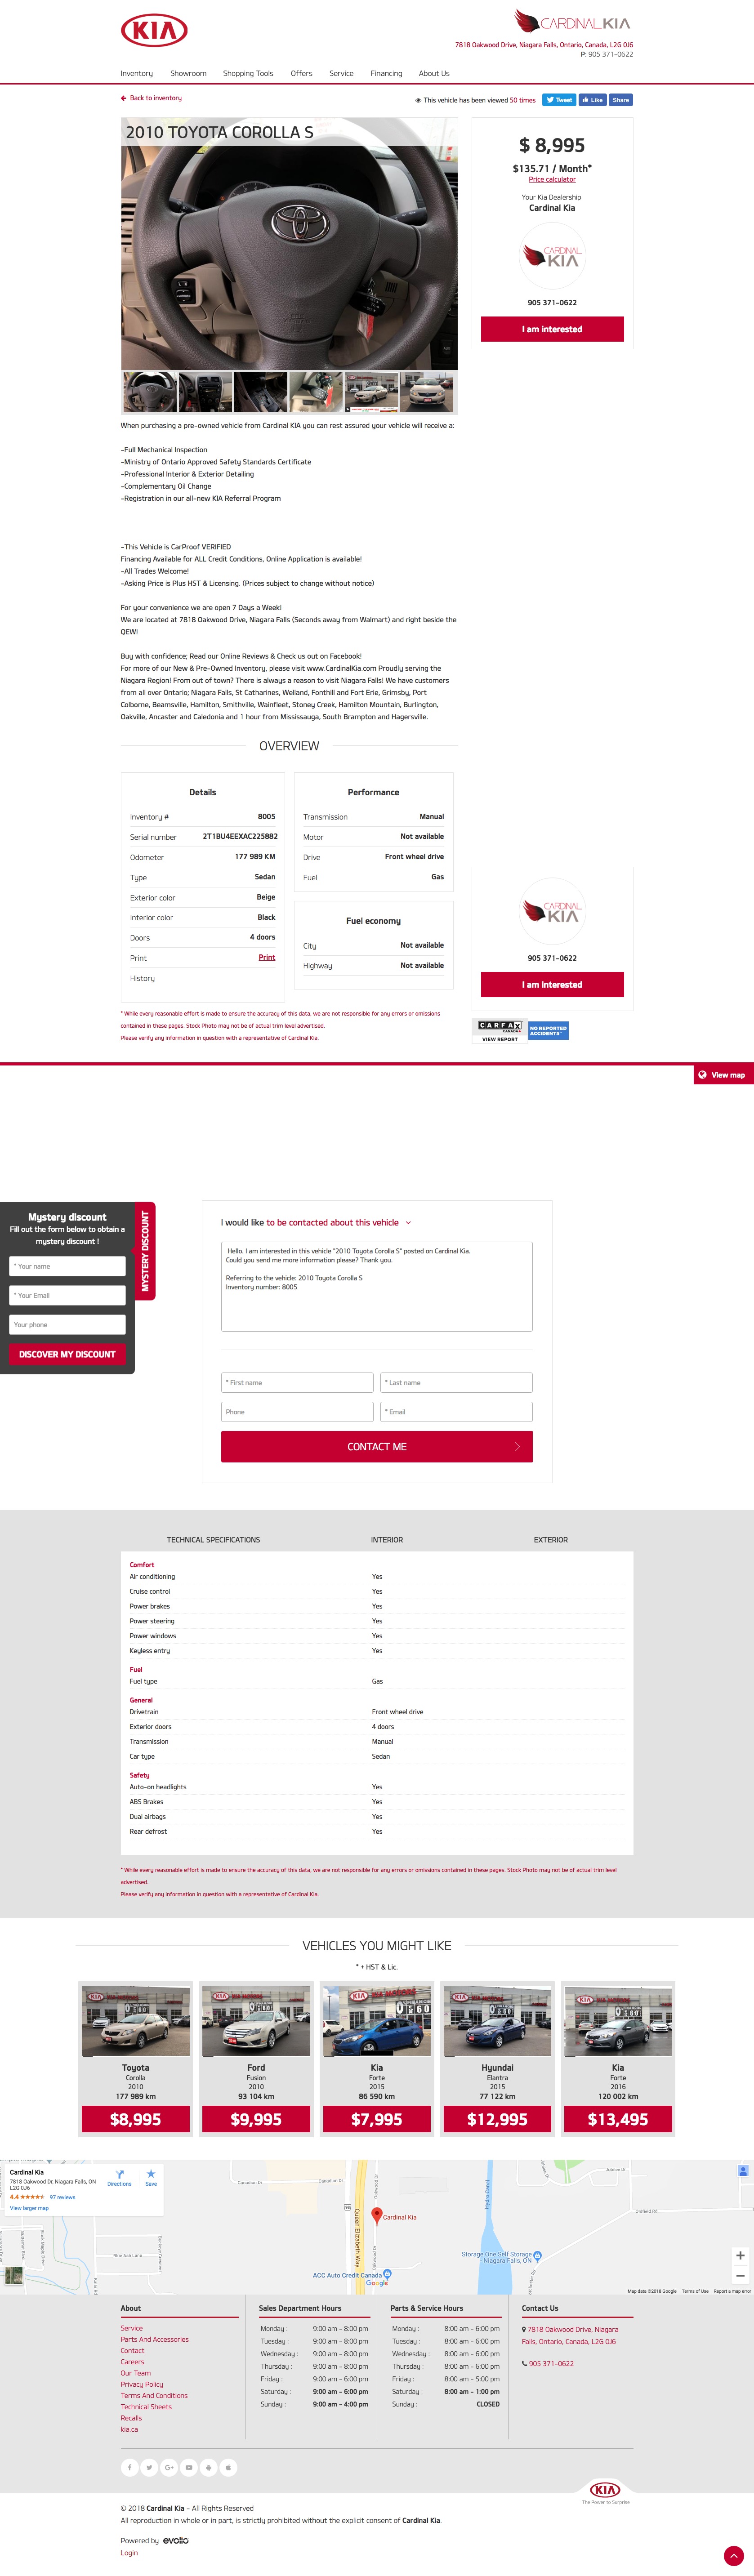 KIA
CARDINALKIA
7818 Oakwood Drive, Niagara Falls, Ontario, Canada, L2G 0J6
P: 905 371-0622
Inventory Showroom Shopping Tools Offers Service Financing About Us
Back to inventory
This vehicle has been viewed 50 times
Tweet Like Share
2010 TOYOTA COROLLA S
$ 8,995
$135.71 / Month*
Price calculator
Your Kia Dealership
Cardinal Kia
CARDINAL
KIA
905 371-0622
I am interested
When purchasing a pre-owned vehicle from Cardinal KIA you can rest assured your vehicle will receive a:
-Full Mechanical Inspection
-Ministry of Ontario Approved Safety Standards Certificate
-Professional Interior & Exterior Detailing
-Complementary Oil Change
-Registration in our all-new KIA Referral Program
-This Vehicle is CarProof VERIFIED
Financing Available for ALL Credit Conditions, Online Application is available!
-All Trades Welcome!
-Asking Price is Plus HST & Licensing. (Prices subject to change without notice)
For your convenience we are open 7 Days a Week!
We are located at 7818 Oakwood Drive, Niagara Falls (Seconds away from Walmart) and right beside the
QEW!
Buy with confidence; Read our Online Reviews & Check us out on Facebook!
For more of our New & Pre-Owned Inventory, please visit www.CardinalKia.com Proudly serving the
Niagara Region! From out of town? There is always a reason to visit Niagara Falls! We have customers
from all over Ontario; Niagara Falls, St Catharines, Welland, Fonthill and Fort Erie, Grimsby, Port
Colborne, Beamsville, Hamilton, Smithville, Wainfleet, Stoney Creek, Hamilton Mountain, Burlington,
Oakville, Ancaster and Caledonia and 1 hour from Mississauga, South Brampton and Hagersville.
OVERVIEW
Details
Inventory # 8005
Serial number 2T1BU4EEXAC225882
Odometer 177 989 KM
Type Sedan
Exterior color Beige
Interior color Black
Doors 4 doors
Print Print
History
Performance
Transmission Manual
Motor Not available
Drive Front wheel drive
Fuel Gas
Fuel economy
City Not available
Highway Not available
CARDINAL
KIA
905 371-0622
I am interested
CARFAX
CANADA
VIEW REPORT
NO REPORTED
ACCIDENTS
* While every reasonable effort is made to ensure the accuracy of this data, we are not responsible for any errors or omissions
contained in these pages. Stock Photo may not be of actual trim level advertised.
Please verify any information in question with a representative of Cardinal Kia.
View map
Mystery discount
Fill out the form below to obtain a
mystery discount !
* Your name
* Your Email
Your phone
DISCOVER MY DISCOUNT
MYSTERY DISCOUNT
I would like to be contacted about this vehicle
Hello. I am interested in this vehicle "2010 Toyota Corolla S" posted on Cardinal Kia.
Could you send me more information please? Thank you.
Referring to the vehicle: 2010 Toyota Corolla S
Inventory number: 8005
* First name * Last name
Phone * Email
CONTACT ME
TECHNICAL SPECIFICATIONS INTERIOR EXTERIOR
Comfort
Air conditioning Yes
Cruise control Yes
Power brakes Yes
Power steering Yes
Power windows Yes
Keyless entry Yes
Fuel
Fuel type Gas
General
Drivetrain Front wheel drive
Exterior doors 4 doors
Transmission Manual
Car type Sedan
Safety
Auto-on headlights Yes
ABS Brakes Yes
Dual airbags Yes
Rear defrost Yes
* While every reasonable effort is made to ensure the accuracy of this data, we are not responsible for any errors or omissions contained in these pages. Stock Photo may not be of actual trim level
advertised.
Please verify any information in question with a representative of Cardinal Kia.
VEHICLES YOU MIGHT LIKE
* + HST & Lic.
Toyota
Corolla
2010
177 989 km
$8,995
Ford
Fusion
2010
93 104 km
$9,995
Kia
Forte
2015
86 590 km
$7,995
Hyundai
Elantra
2015
77 122 km
$12,995
Kia
Forte
2016
120 002 km
$13,495
Cardinal Kia
7818 Oakwood Dr, Niagara Falls, ON
L2G 0J6
4.4 97 reviews
View larger map
Directions Save
Canadian Dr
Canadian Dr
Queen Elizabeth Way
Oakwood Dr
Oakwood Dr
Cardinal Kia
Hydro Canal
Jubilee Dr
Oldfield Rd
Blue Ash Lane
Storage One Self Storage
Niagara Falls, ON
ACC Auto Credit Canada
Google
Map data ©2018 Google Terms of Use Report a map error
About
Service
Parts And Accessories
Contact
Careers
Our Team
Privacy Policy
Terms And Conditions
Technical Sheets
Recalls
kia.ca
Sales Department Hours
Monday : 9:00 am - 8:00 pm
Tuesday : 9:00 am - 8:00 pm
Wednesday : 9:00 am - 8:00 pm
Thursday : 9:00 am - 8:00 pm
Friday : 9:00 am - 6:00 pm
Saturday : 9:00 am - 6:00 pm
Sunday : 9:00 am - 4:00 pm
Parts & Service Hours
Monday : 8:00 am - 6:00 pm
Tuesday : 8:00 am - 6:00 pm
Wednesday : 8:00 am - 6:00 pm
Thursday : 8:00 am - 6:00 pm
Friday : 8:00 am - 5:00 pm
Saturday : 8:00 am - 1:00 pm
Sunday : CLOSED
Contact Us
7818 Oakwood Drive, Niagara
Falls, Ontario, Canada, L2G 0J6
905 371-0622
KIA
The Power to Surprise
© 2018 Cardinal Kia - All Rights Reserved
All reproduction in whole or in part, is strictly prohibited without the explicit consent of Cardinal Kia.
Powered by evolio
Login